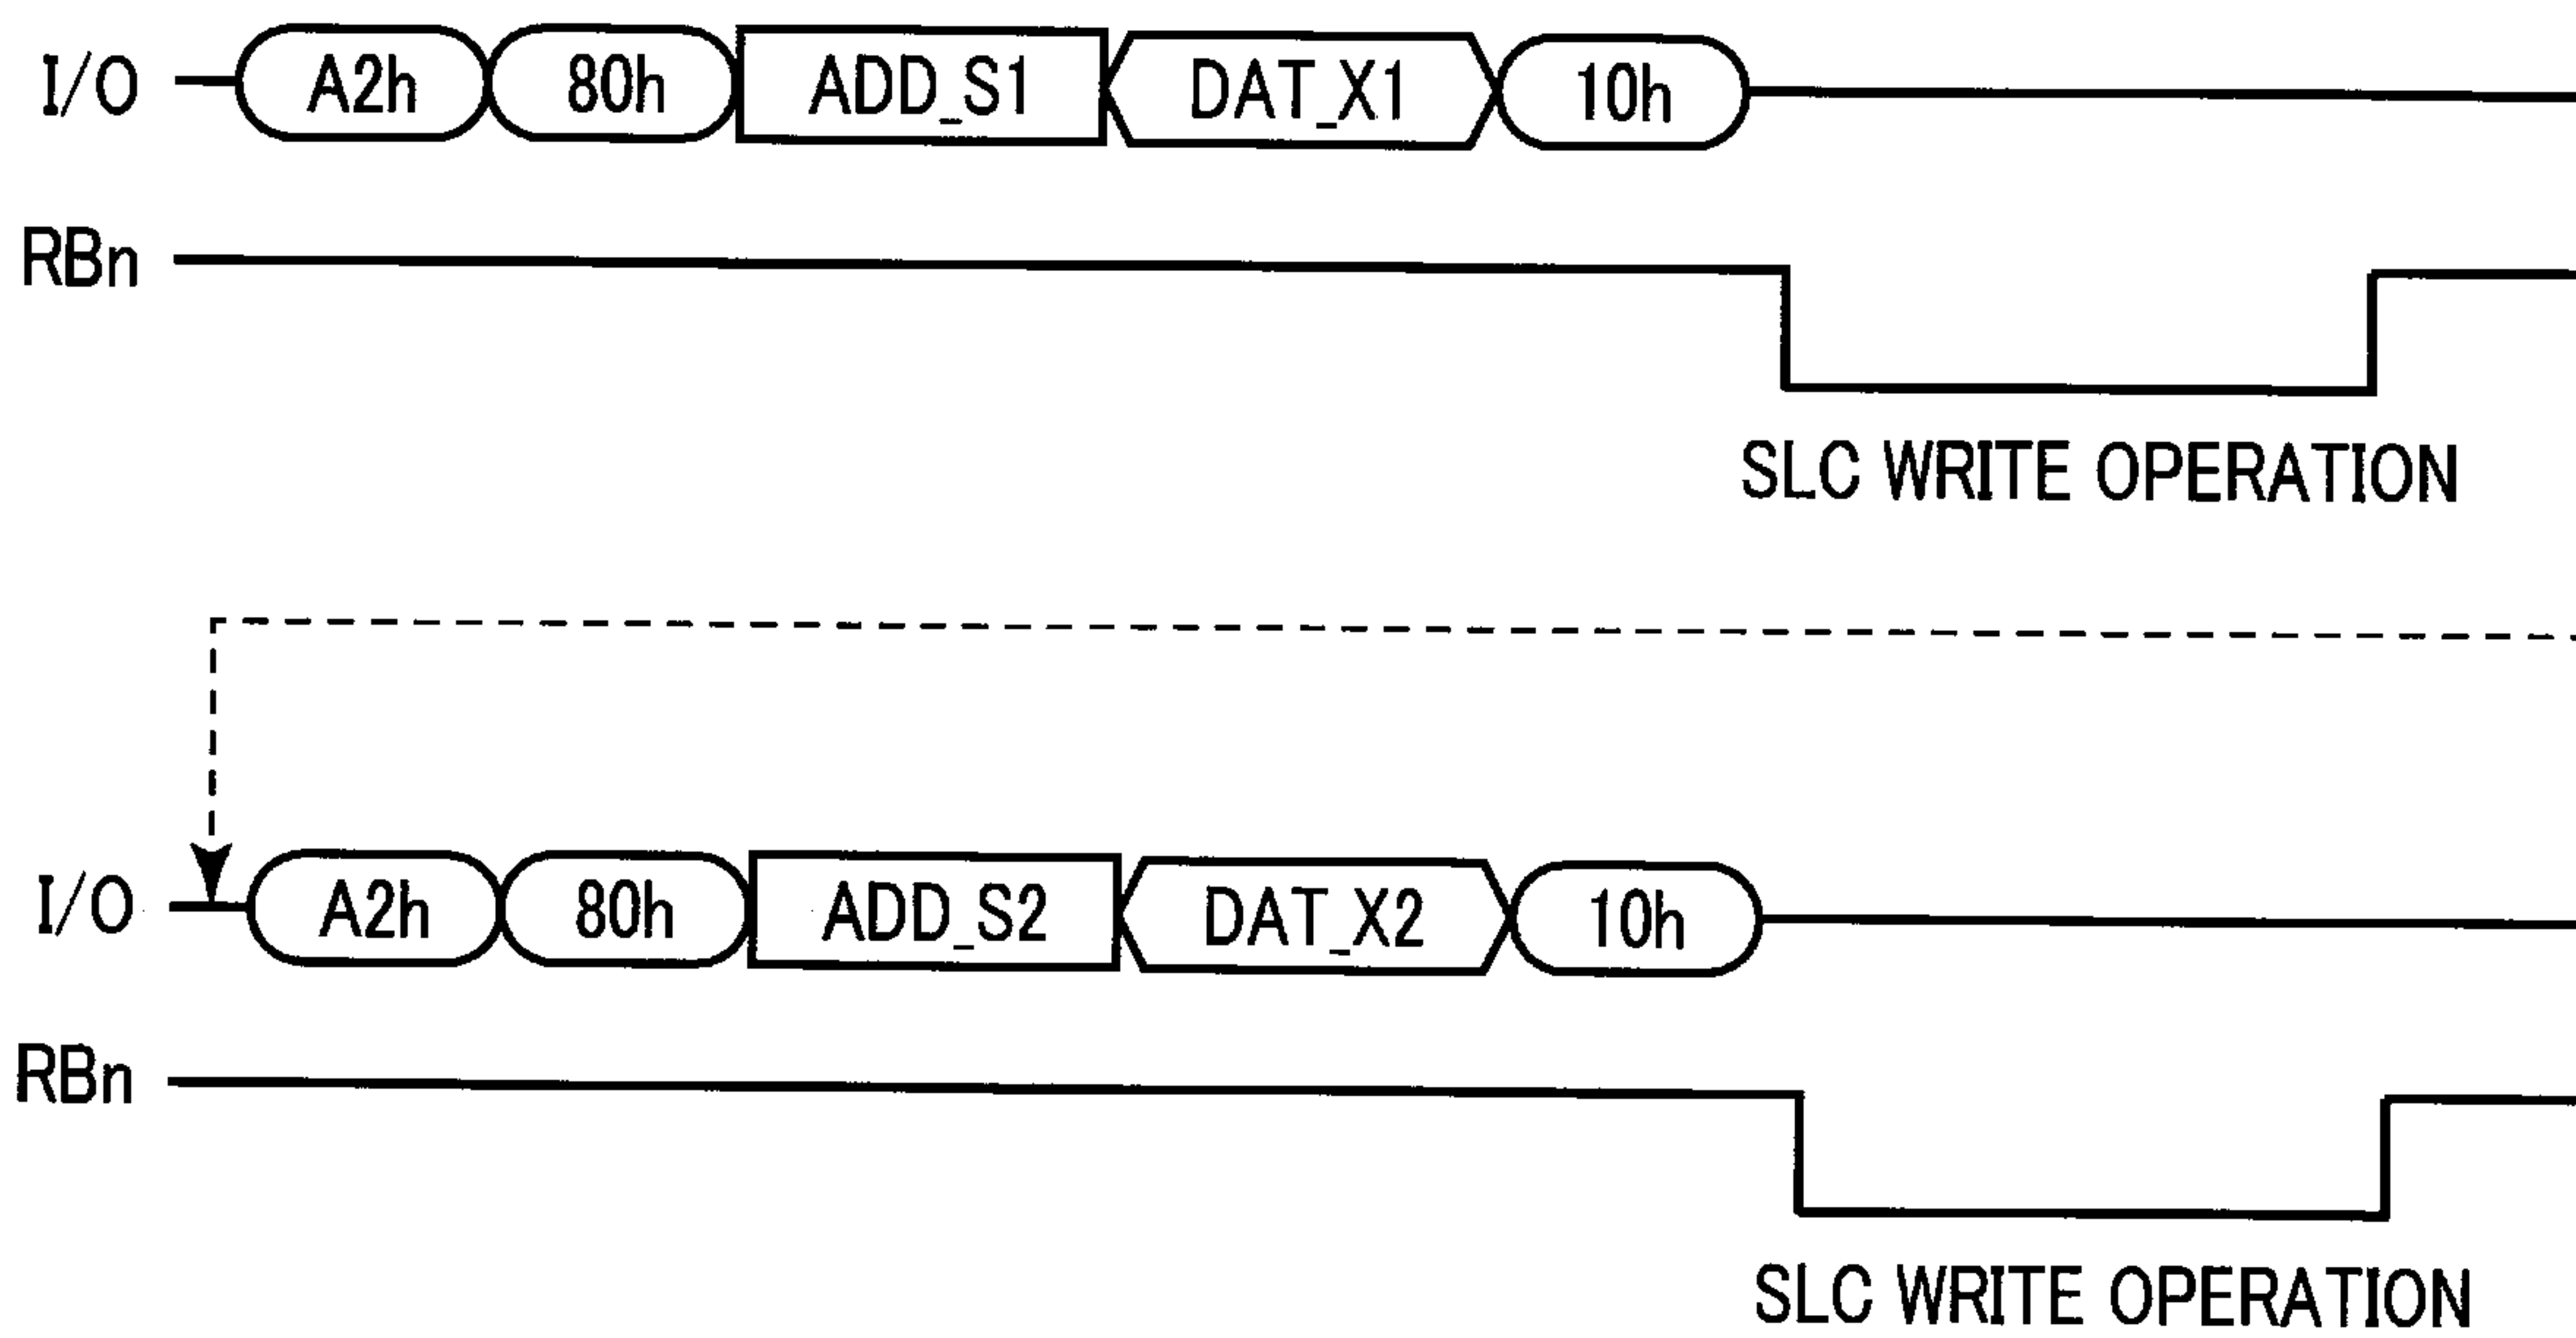 I/O A2h 80h ADD_S1 DAT_X1 10h
RBn
SLC WRITE OPERATION
I/O A2h 80h ADD_S2 DAT_X2 10h
RBn
SLC WRITE OPERATION